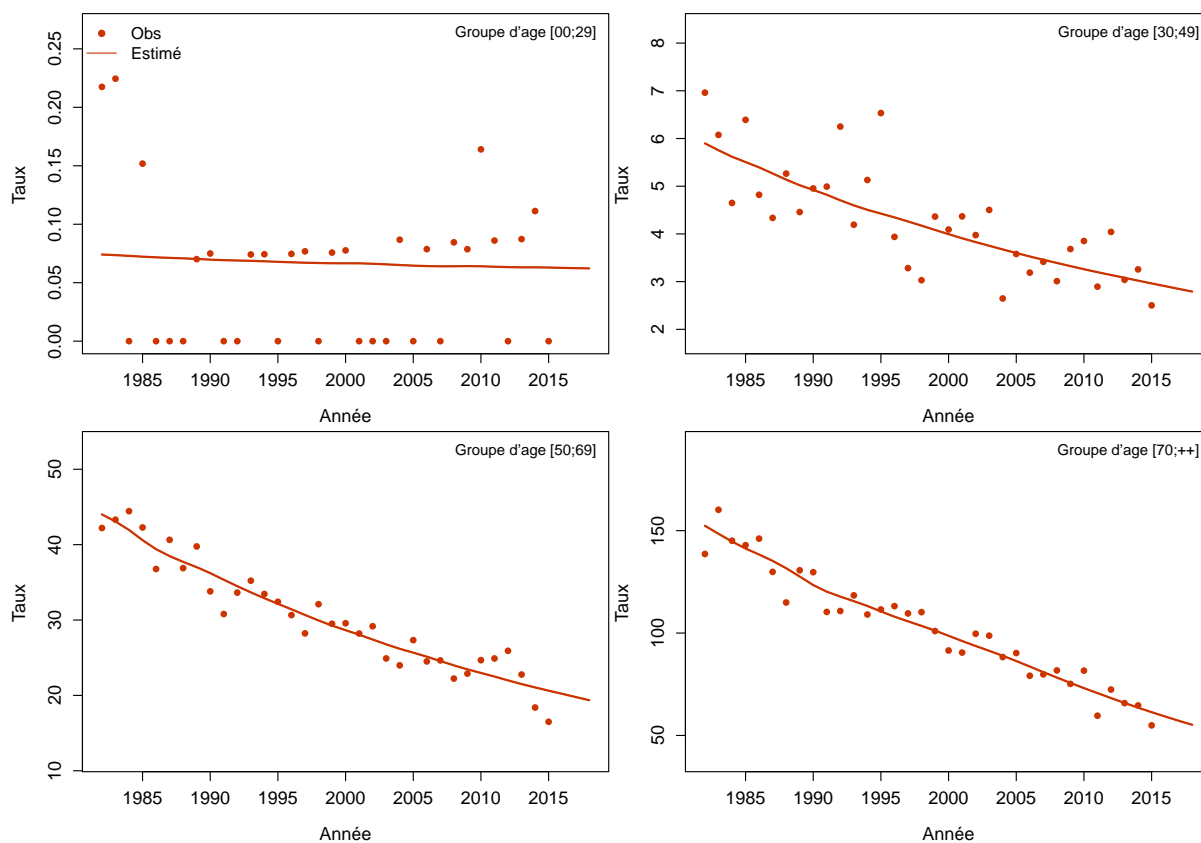 Obs
Estimé
Groupe d'age [00;29]
0.25
0.20
0.15
0.10
0.05
0.00
Taux
1985 1990 1995 2000 2005 2010 2015
Année
Groupe d'age [30;49]
8
7
6
5
4
3
2
Taux
1985 1990 1995 2000 2005 2010 2015
Année
Groupe d'age [50;69]
50
40
30
20
10
Taux
1985 1990 1995 2000 2005 2010 2015
Année
Groupe d'age [70;++]
150
100
50
Taux
1985 1990 1995 2000 2005 2010 2015
Année